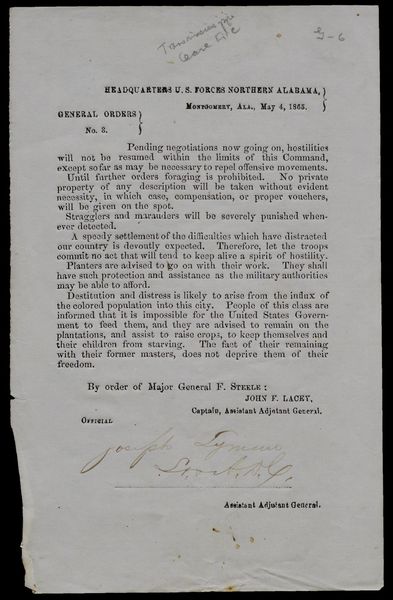 G-6
HEADQUARTERS U. S. FORCES NORTHERN ALABAMA,
MONTGOMERY, ALA., May 4, 1865.
GENERAL ORDERS
No. 3.
Pending negotiations now going on, hostilities
will not be resumed within the limits of this Command,
except so far as may be necessary to repel offensive movements.
Until further orders foraging is prohibited. No private
property of any description will be taken without evident
necessity, in which case, compensation, or proper vouchers,
will be given on the spot.
Stragglers and marauders will be severely punished when-
ever detected.
A speedy settlement of the difficulties which have distracted
our country is devoutly expected. Therefore, let the troops
commit no act that will tend to keep alive a spirit of hostility.
Planters are advised to go on with their work. They shall
have such protection and assistance as the military authorities
may be able to afford.
Destitution and distress is likely to arise from the influx of
the colored population into this city. People of this class are
informed that it is impossible for the United States Govern-
ment to feed them, and they are advised to remain on the
plantations, and assist to raise crops, to keep themselves and
their children from starving. The fact of their remaining
with their former masters, does not deprive them of their
freedom.
By order of Major General F. STEELE:
JOHN F. LACEY,
Captain, Assistant Adjutant General.
OFFICIAL
Joseph
Assistant Adjutant General.